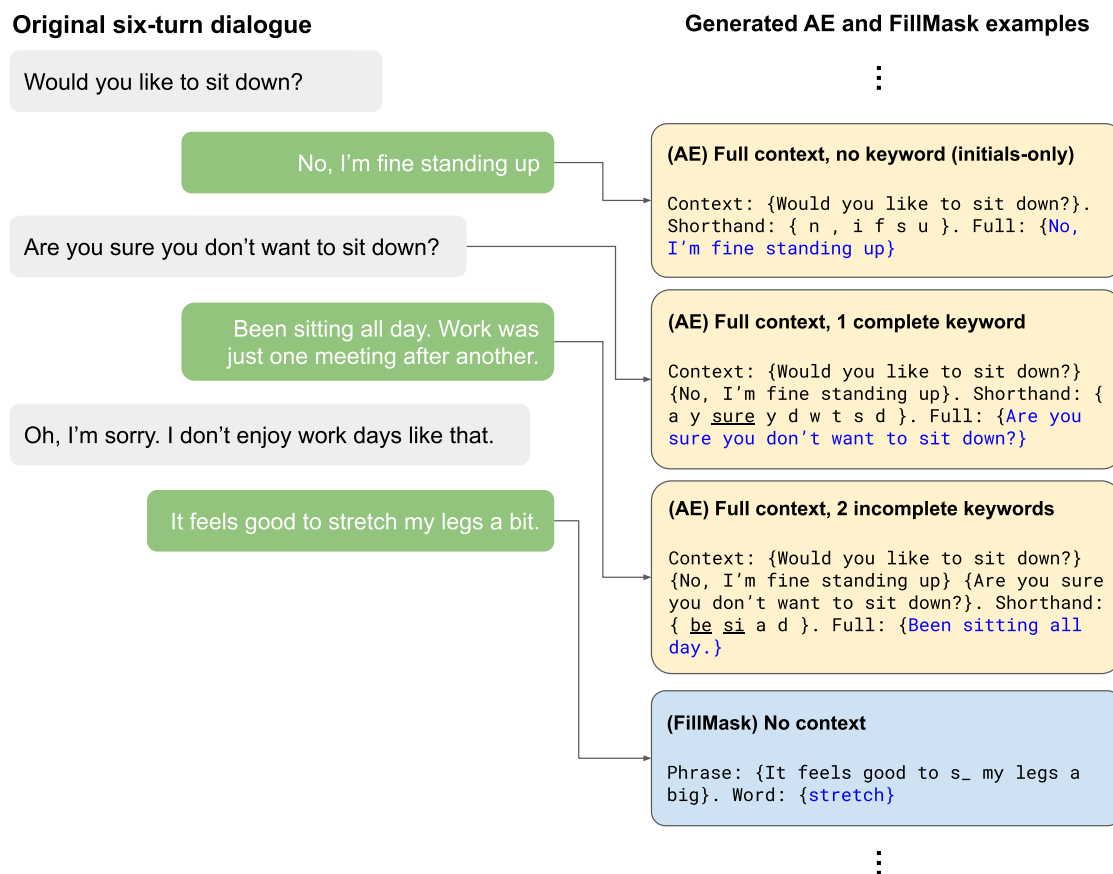 Original six-turn dialogue
Would you like to sit down?
No, I’m fine standing up
Are you sure you don’t want to sit down?
Been sitting all day. Work was
just one meeting after another.
Oh, I’m sorry. I don’t enjoy work days like that.
It feels good to stretch my legs a bit.
Generated AE and FillMask examples
(AE) Full context, no keyword (initials-only)
Context: {Would you like to sit down?}.
Shorthand: { n , i f s u }. Full: {No,
I’m fine standing up}
(AE) Full context, 1 complete keyword
Context: {Would you like to sit down?}
{No, I’m fine standing up}. Shorthand: {
a y sure y d w t s d }. Full: {Are you
sure you don’t want to sit down?}
(AE) Full context, 2 incomplete keywords
Context: {Would you like to sit down?}
{No, I’m fine standing up} {Are you sure
you don’t want to sit down?}. Shorthand:
{ be si a d }. Full: {Been sitting all
day.}
(FillMask) No context
Phrase: {It feels good to s_ my legs a
big}. Word: {stretch}